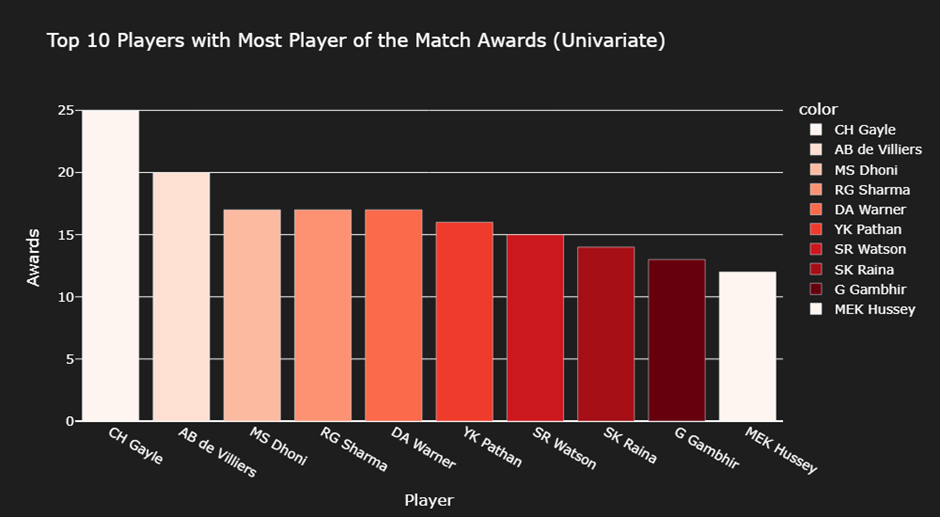 Top 10 Players with Most Player of the Match Awards (Univariate)
25
20
15
10
5
0
Awards
CH Gayle
AB de Villiers
MS Dhoni
RG Sharma
DA Warner
YK Pathan
SR Watson
SK Raina
G Gambhir
MEK Hussey
Player
color
CH Gayle
AB de Villiers
MS Dhoni
RG Sharma
DA Warner
YK Pathan
SR Watson
SK Raina
G Gambhir
MEK Hussey